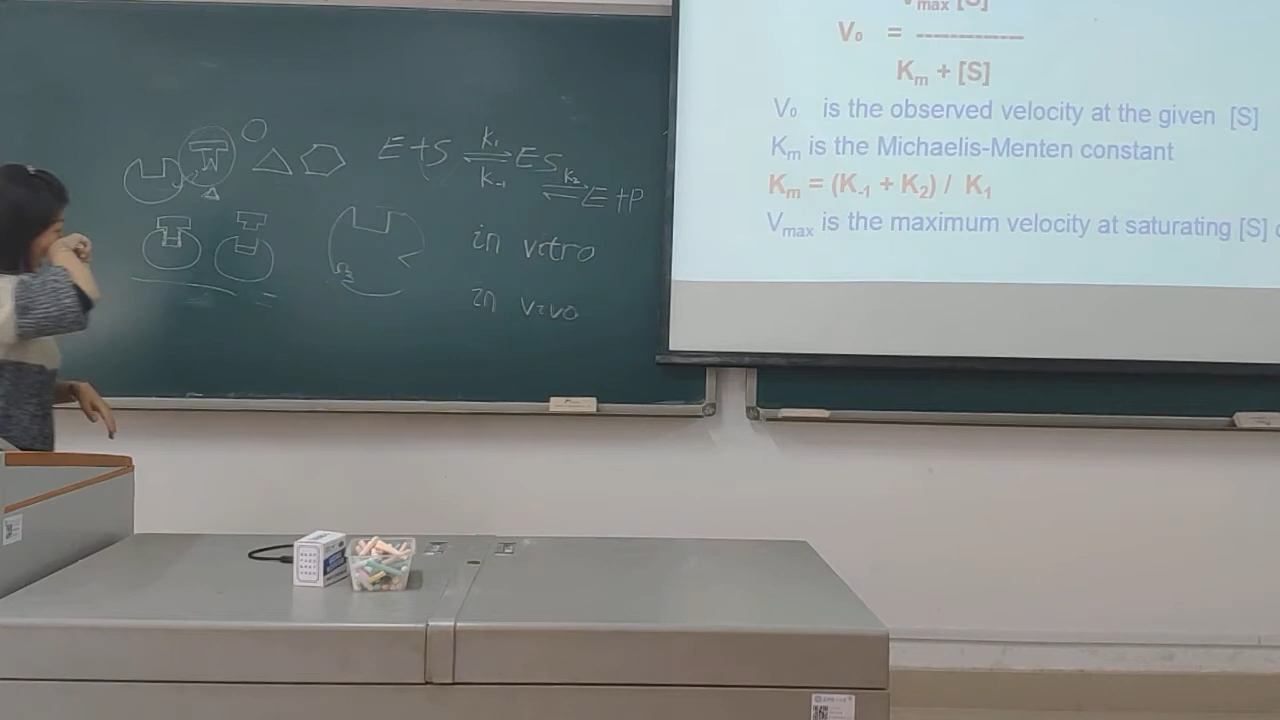 E+S k₁ ES
k₋₁ k₂ E+P
in vitro
in vivo
max [S]
V₀ = -------------
Kₘ + [S]
V₀ is the observed velocity at the given [S]
Kₘ is the Michaelis-Menten constant
Kₘ = (K₋₁ + K₂) / K₁
Vmax is the maximum velocity at saturating [S]